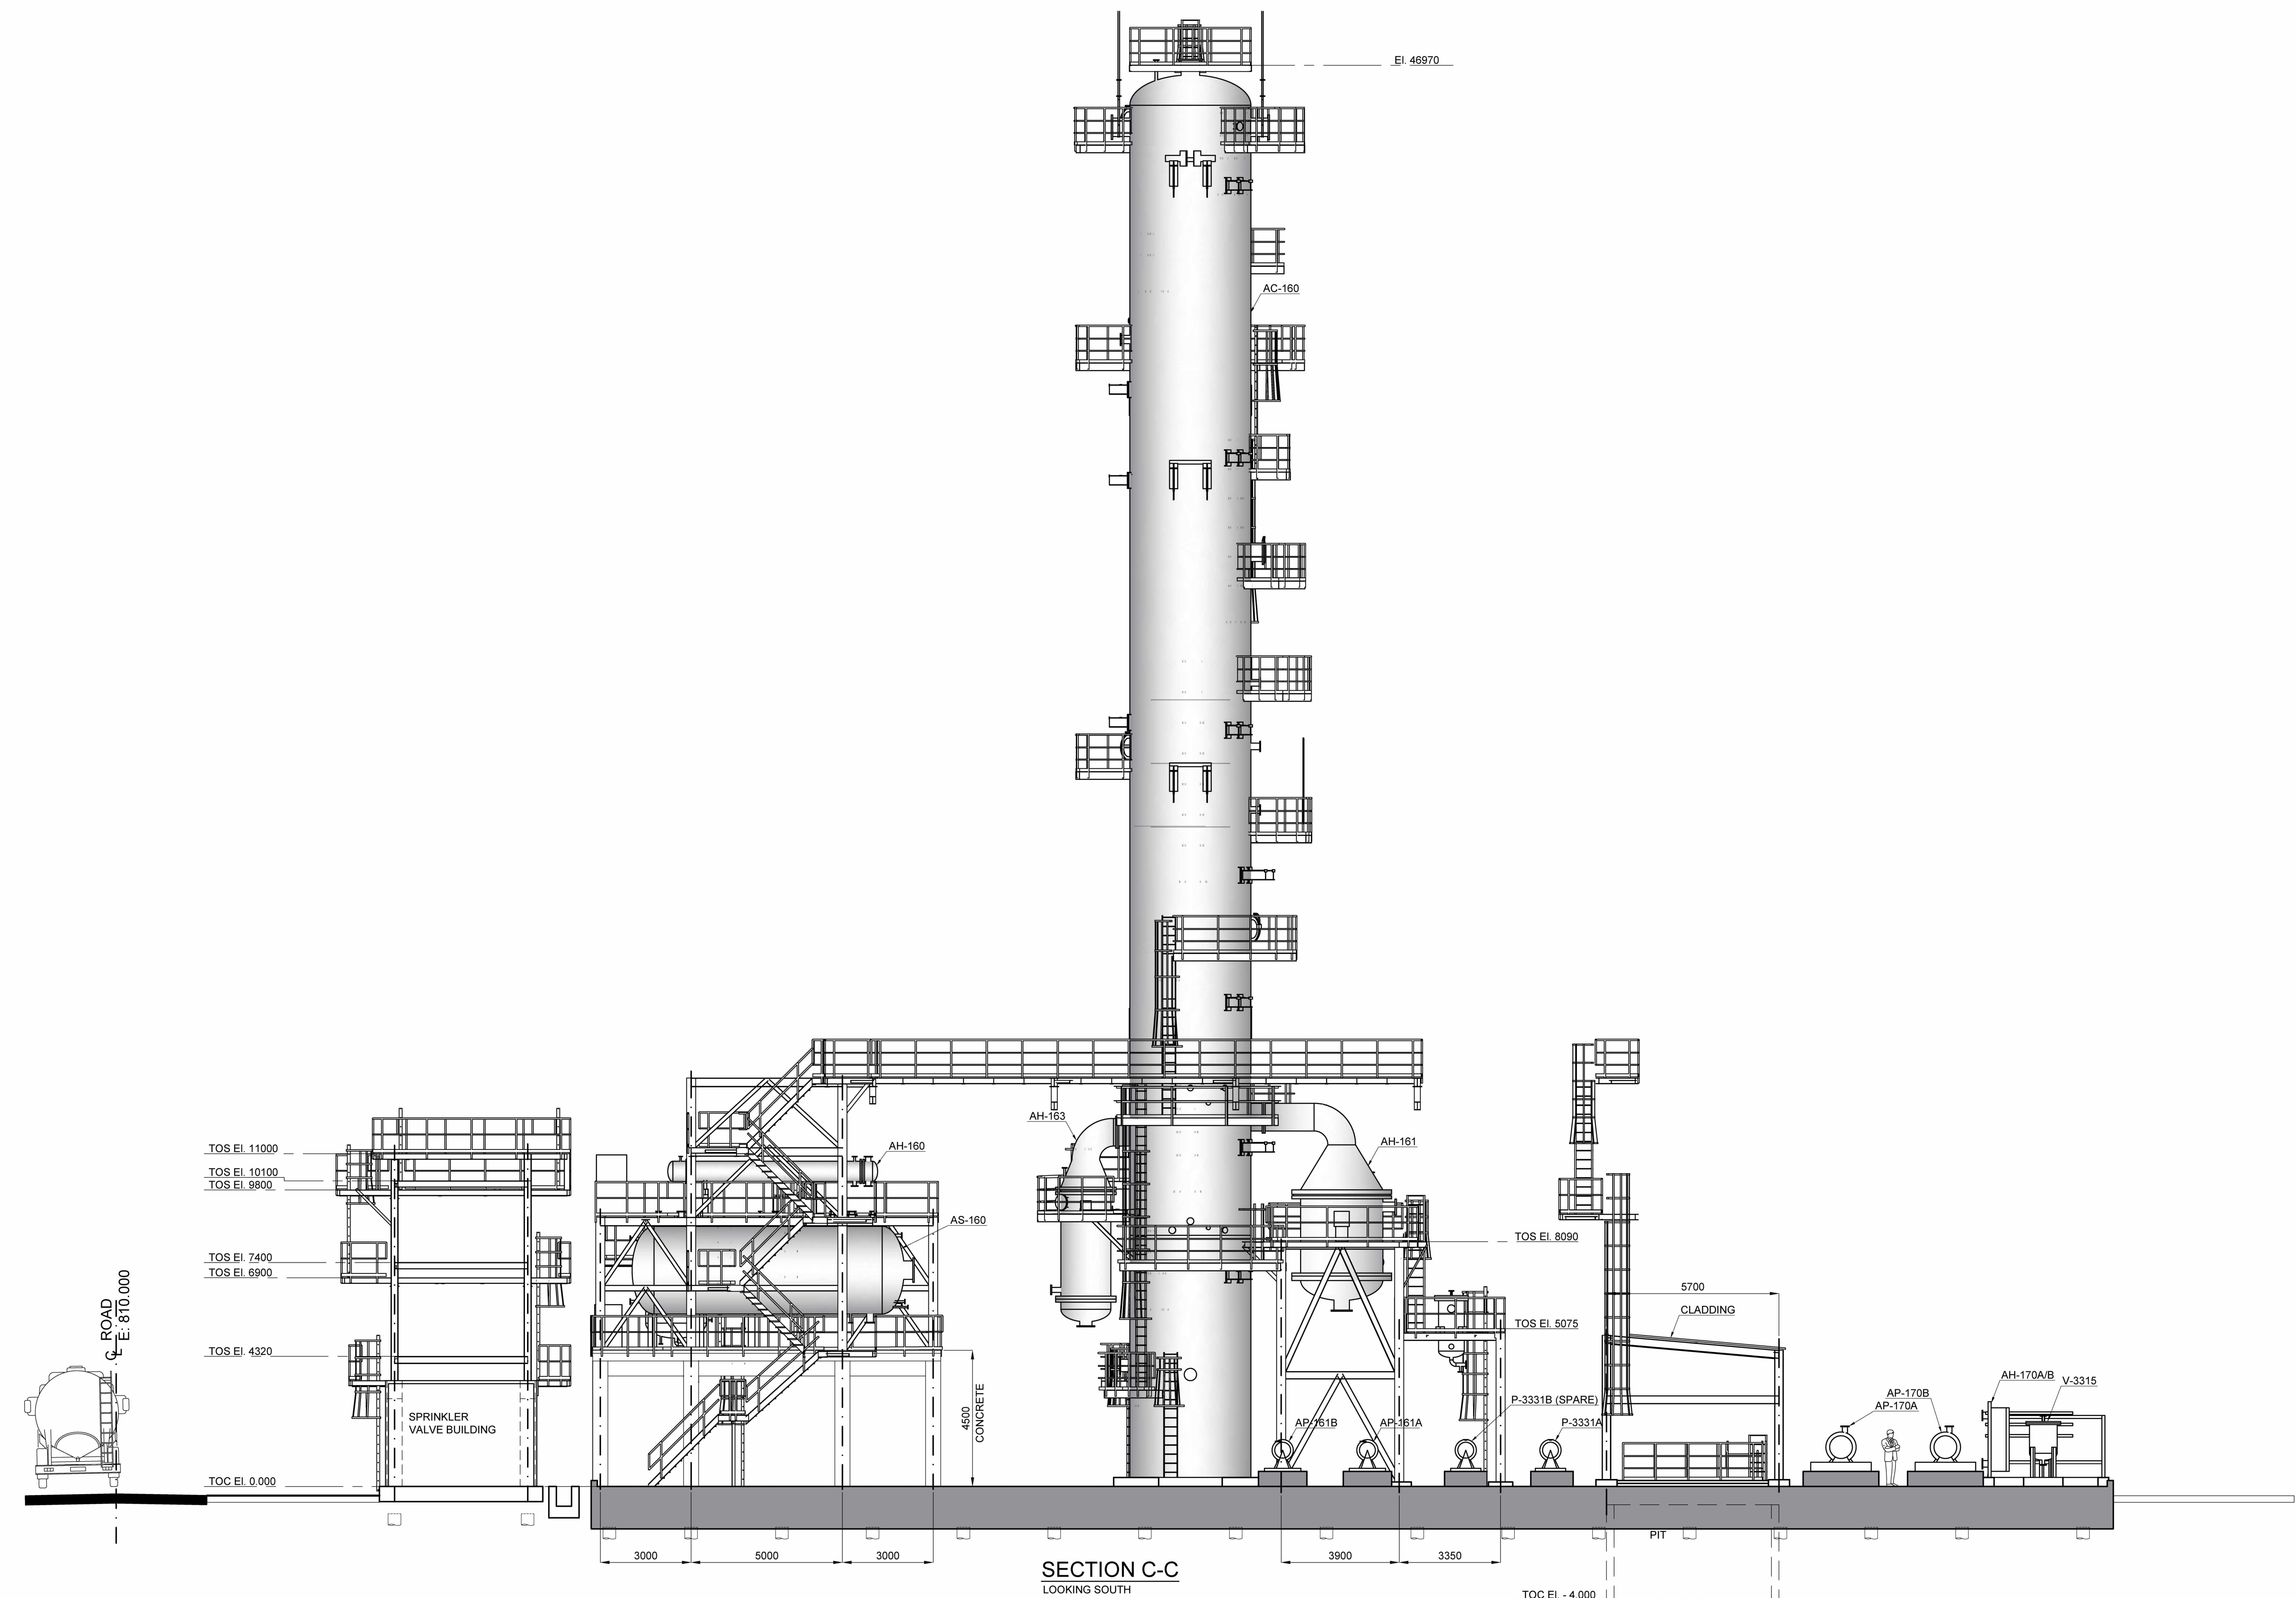 El. 46970
AC-160
AH-163
AH-161
AH-160
TOS El. 11000
TOS El. 10100
TOS El. 9800
AS-160
TOS El. 8090
TOS El. 7400
TOS El. 6900
5700
CLADDING
TOS El. 5075
TOS El. 4320
℄ ROAD
E: 810.000
4500
CONCRETE
SPRINKLER
VALVE BUILDING
AP-161B
AP-161A
P-3331B (SPARE)
P-3331A
AP-170B
AP-170A
AH-170A/B
V-3315
TOC El. 0.000
PIT
3000
5000
3000
3900
3350
SECTION C-C
LOOKING SOUTH
TOC El. - 4.000